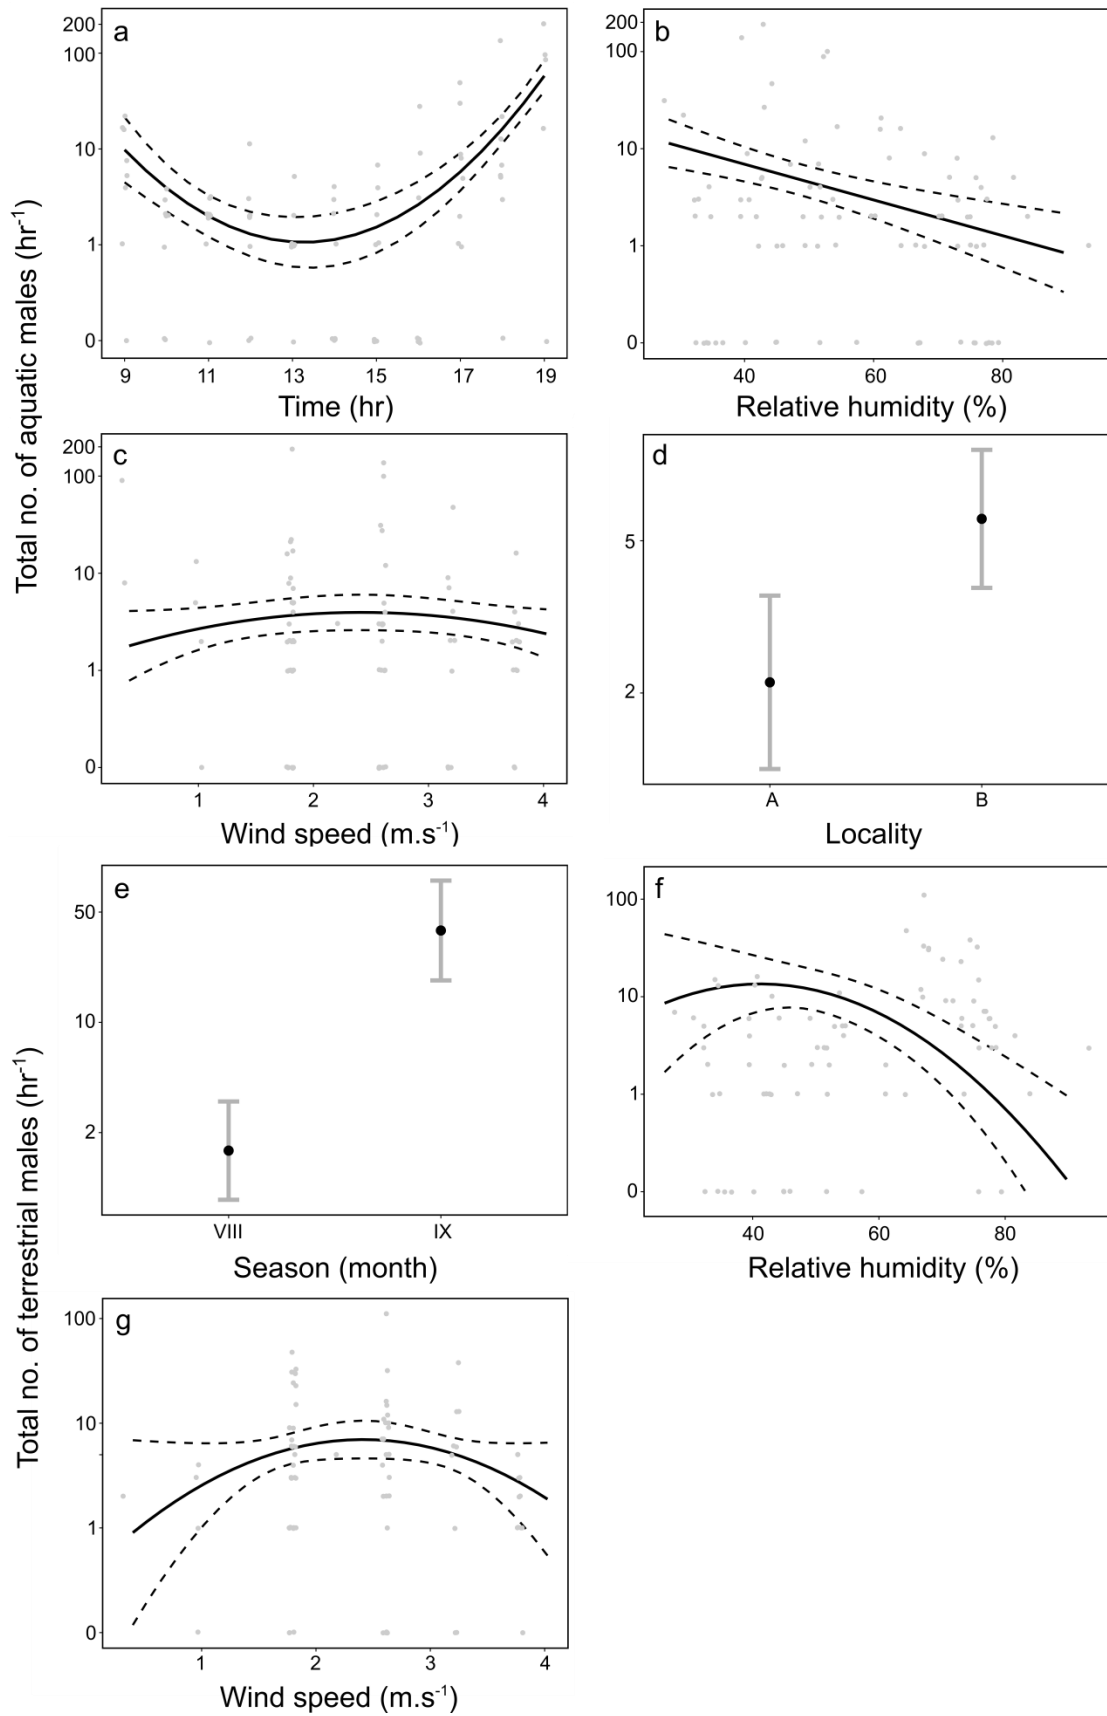 Total no. of aquatic males (hr-1)
a
200
100
10
1
0
9 11 13 15 17 19
Time (hr)
b
200
100
10
1
0
40 60 80
Relative humidity (%)
c
200
100
10
1
0
1 2 3 4
Wind speed (m.s-1)
d
5
2
A B
Locality
Total no. of terrestrial males (hr-1)
e
50
10
2
VIII IX
Season (month)
f
100
10
1
0
40 60 80
Relative humidity (%)
g
100
10
1
0
1 2 3 4
Wind speed (m.s-1)